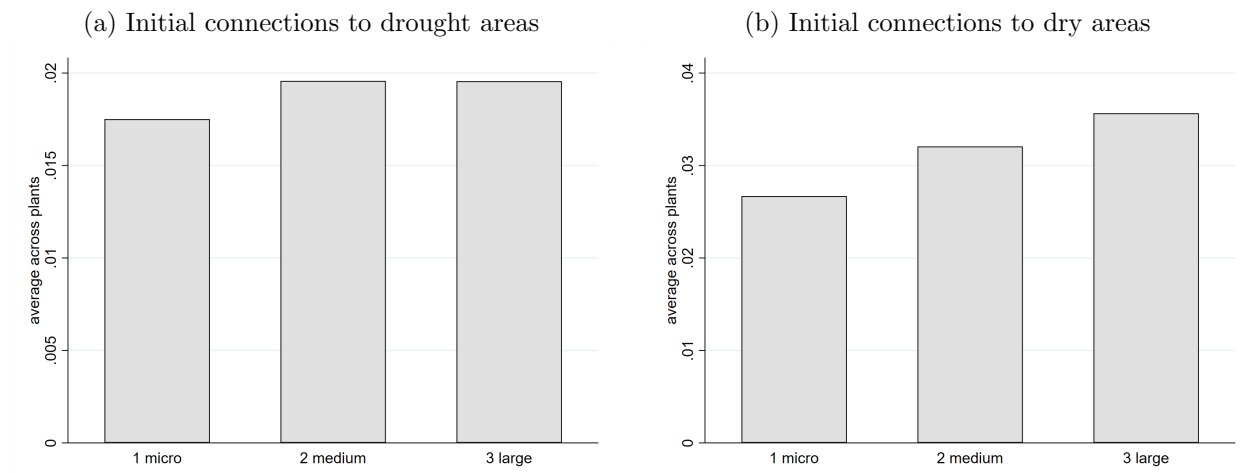 (a) Initial connections to drought areas
average across plants
.02
.015
.01
.005
0
1 micro 2 medium 3 large
(b) Initial connections to dry areas
average across plants
.04
.03
.02
.01
0
1 micro 2 medium 3 large